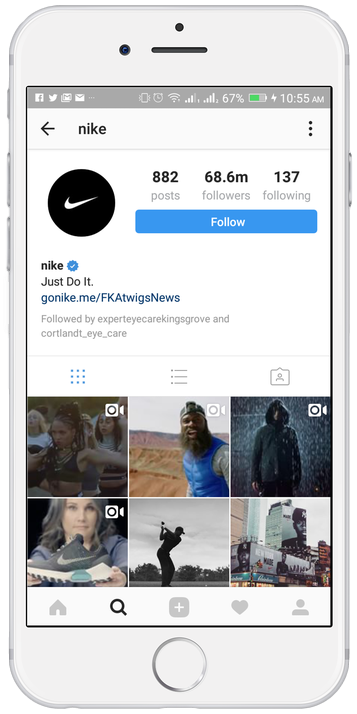 67% 10:55 AM
nike
882 68.6m 137
posts followers following
Follow
nike
Just Do It.
gonike.me/FKAtwigsNews
Followed by experteyecarekingsgrove and
cortlandt_eye_care